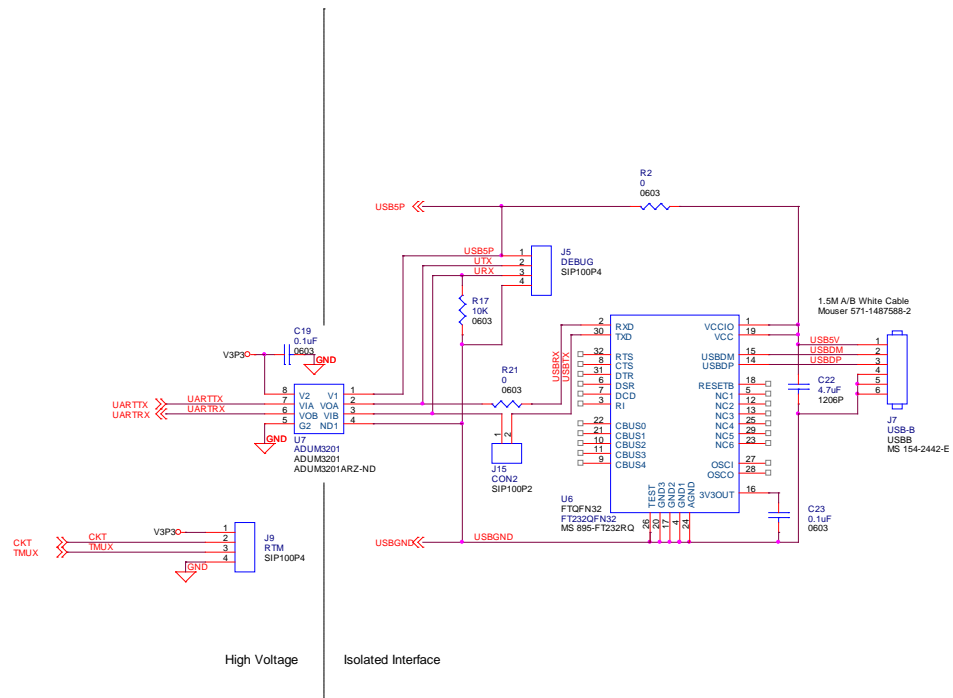 R2
0
0603
USB5P
USB5P
UTX
URX
1
2
3
4
J5
DEBUG
SIP100P4
R17
10K
0603
1.5M A/B White Cable
Mouser 571-1487588-2
C19
0.1uF
0603
V3P3
GND
R21
0
0603
USBRX
USBTX
2 RXD
30 TXD
32 RTS
8 CTS
31 DTR
6 DSR
7 DCD
3 RI
22 CBUS0
21 CBUS1
10 CBUS2
11 CBUS3
9 CBUS4
VCCIO 1
VCC 19
USBDM 15
USBDP 14
RESETB 18
NC1 5
NC2 12
NC3 13
NC4 25
NC5 29
NC6 23
OSCI 27
OSCO 28
3V3OUT 16
TEST GND3 GND2 GND1 AGND
26 20 17 4 24
USB5V
USBDM
USBDP
1
2
3
4
5
6
C22
4.7uF
1206P
J7
USB-B
USBB
MS 154-2442-E
UARTTX UARTTX
UARTRX UARTRX
8 V2 V1 1
7 VIA VOA 2
6 VOB VIB 3
5 G2 ND1 4
GND
U7
ADUM3201
ADUM3201
ADUM3201ARZ-ND
1 2
J15
CON2
SIP100P2
U6
FTQFN32
FT232QFN32
MS 895-FT232RQ
C23
0.1uF
0603
USBGND USBGND
V3P3
CKT CKT
TMUX TMUX
GND
1
2
3
4
J9
RTM
SIP100P4
High Voltage Isolated Interface